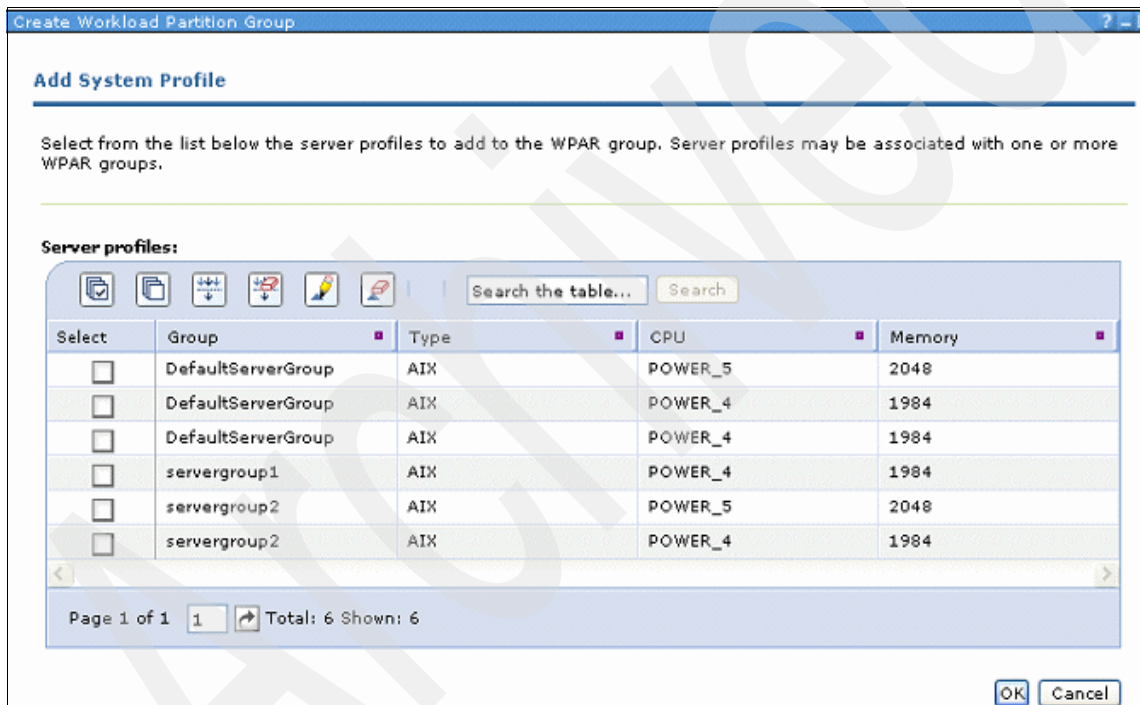 Create Workload Partition Group ? –
Add System Profile
Select from the list below the server profiles to add to the WPAR group. Server profiles may be associated with one or more
WPAR groups.
Server profiles:
Search the table... Search
Select Group Type CPU Memory
DefaultServerGroup AIX POWER_5 2048
DefaultServerGroup AIX POWER_4 1984
DefaultServerGroup AIX POWER_4 1984
servergroup1 AIX POWER_4 1984
servergroup2 AIX POWER_5 2048
servergroup2 AIX POWER_4 1984
Page 1 of 1 1 Total: 6 Shown: 6
OK Cancel
Archived